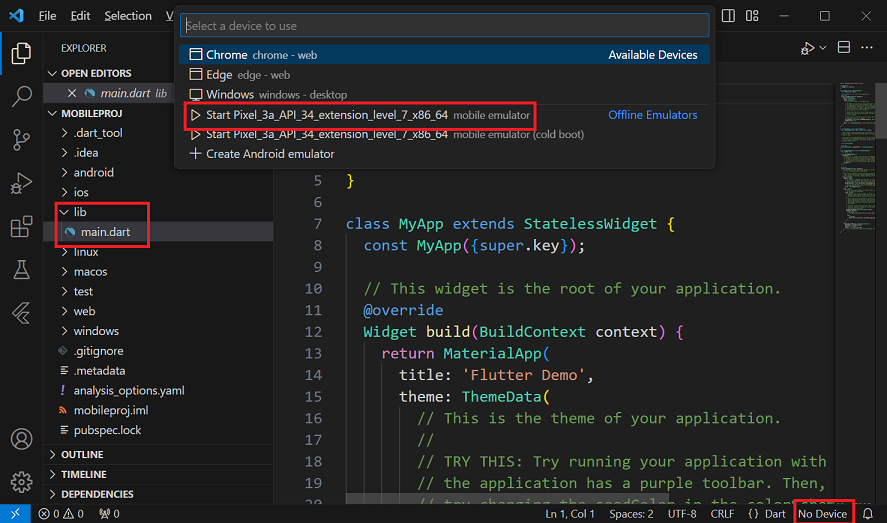 File Edit Selection V
Select a device to use
Chrome chrome - web Available Devices
Edge edge - web
Windows windows - desktop
Start Pixel_3a_API_34_extension_level_7_x86_64 mobile emulator Offline Emulators
Start Pixel_3a_API_34_extension_level_7_x86_64 mobile emulator (cold boot)
Create Android emulator
EXPLORER
OPEN EDITORS
main.dart lib
MOBILEPROJ
.dart_tool
.idea
android
ios
lib
main.dart
linux
macos
test
web
windows
.gitignore
.metadata
analysis_options.yaml
mobileproj.iml
pubspec.lock
OUTLINE
TIMELINE
DEPENDENCIES
5 }
6
7 class MyApp extends StatelessWidget {
8 const MyApp({super.key});
9
10 // This widget is the root of your application.
11 @override
12 Widget build(BuildContext context) {
13 return MaterialApp(
14 title: 'Flutter Demo',
15 theme: ThemeData(
16 // This is the theme of your application.
17 //
18 // TRY THIS: Try running your application with
19 // the application has a purple toolbar. Then,
20 // try changing the seedColor in the colorScheme
0 0 0 Ln 1, Col 1 Spaces: 2 UTF-8 CRLF {} Dart No Device